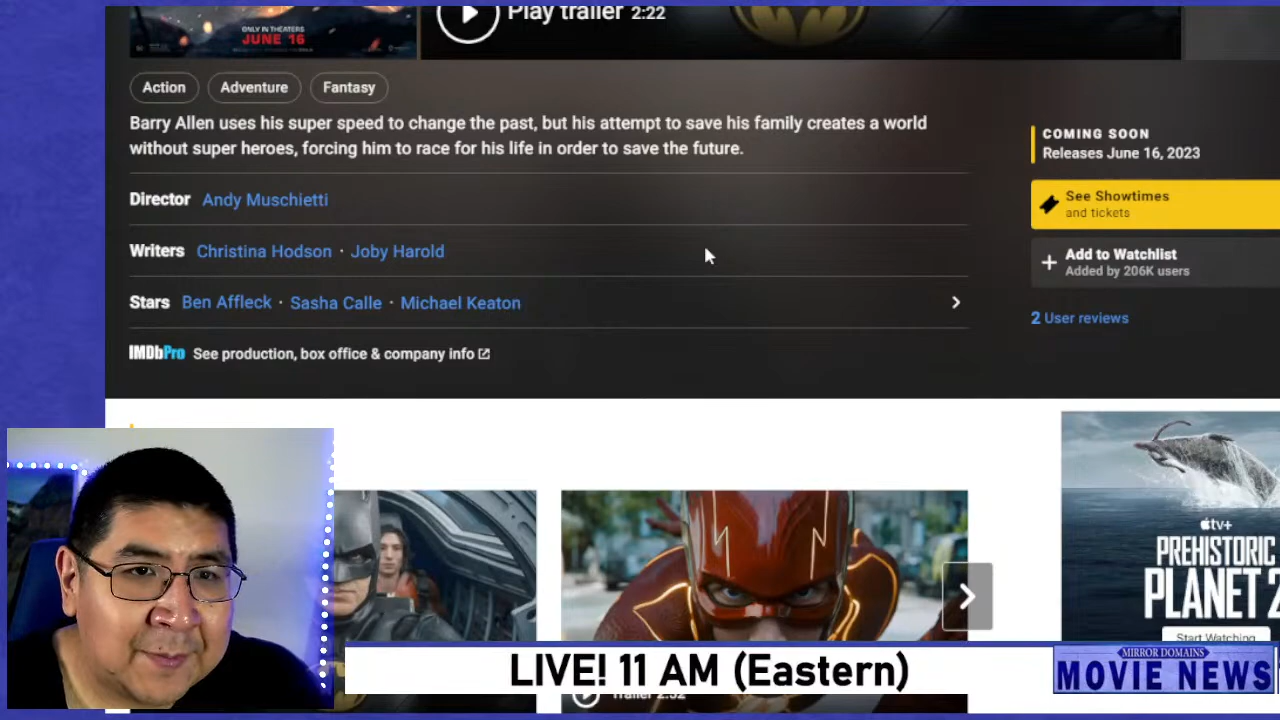 ONLY IN THEATERS
JUNE 16
Play trailer 2:22
Action
Adventure
Fantasy
Barry Allen uses his super speed to change the past, but his attempt to save his family creates a world
without super heroes, forcing him to race for his life in order to save the future.
Director Andy Muschietti
Writers Christina Hodson · Joby Harold
Stars Ben Affleck · Sasha Calle · Michael Keaton
IMDbPro See production, box office & company info
COMING SOON
Releases June 16, 2023
See Showtimes
and tickets
Add to Watchlist
Added by 206K users
2 User reviews
tv+
PREHISTORIC
PLANET 2
Start Watching
LIVE! 11 AM (Eastern)
MIRROR DOMAINS
MOVIE NEWS